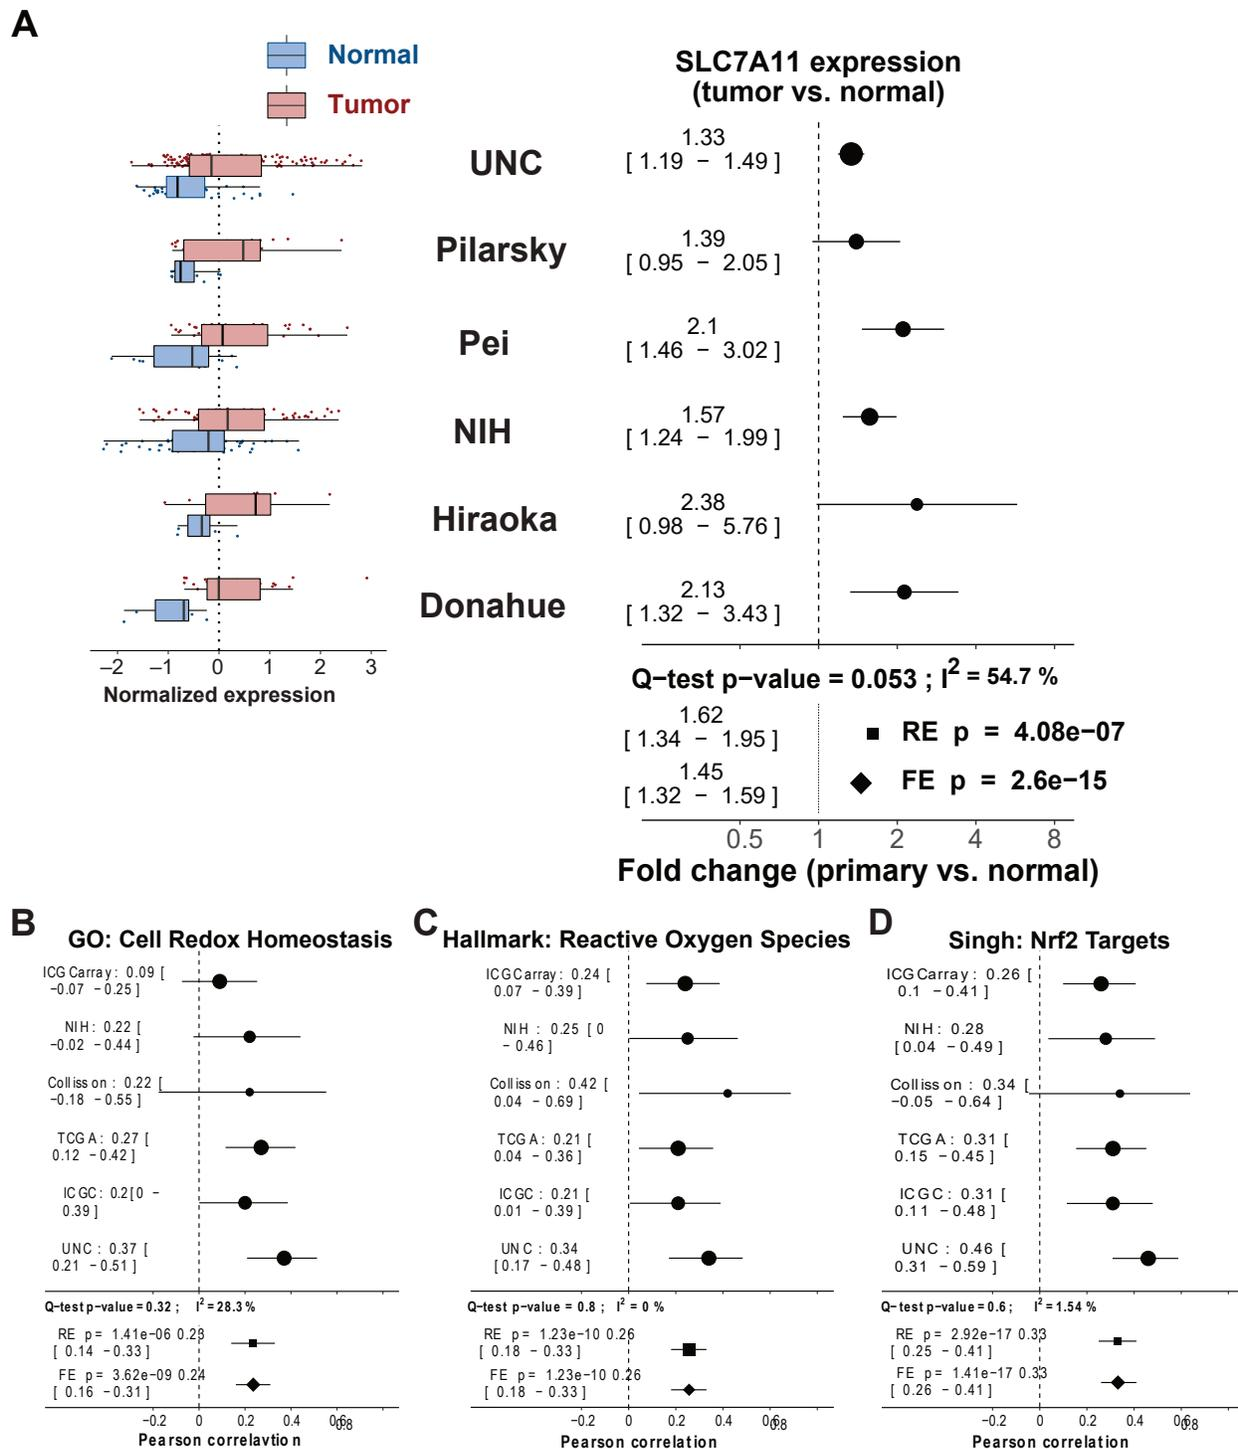 A
Normal
Tumor
SLC7A11 expression
(tumor vs. normal)
UNC
1.33
[ 1.19 − 1.49 ]
Pilarsky
1.39
[ 0.95 − 2.05 ]
Pei
2.1
[ 1.46 − 3.02 ]
NIH
1.57
[ 1.24 − 1.99 ]
Hiraoka
2.38
[ 0.98 − 5.76 ]
Donahue
2.13
[ 1.32 − 3.43 ]
−2 −1 0 1 2 3
Normalized expression
Q−test p−value = 0.053 ; I2 = 54.7 %
1.62
[ 1.34 − 1.95 ]
RE p = 4.08e−07
1.45
[ 1.32 − 1.59 ]
FE p = 2.6e−15
0.5 1 2 4 8
Fold change (primary vs. normal)
B
GO: Cell Redox Homeostasis
ICGCarray: 0.09 [
−0.07 −0.25 ]
NIH: 0.22 [
−0.02 −0.44 ]
Collisson: 0.22 [
−0.18 −0.55 ]
TCGA: 0.27 [
0.12 −0.42 ]
ICGC: 0.2[0 −
0.39 ]
UNC: 0.37 [
0.21 −0.51 ]
Q-test p-value = 0.32 ; I2 = 28.3 %
RE p= 1.41e−06 0.23
[ 0.14 −0.33 ]
FE p= 3.62e−09 0.24
[ 0.16 −0.31 ]
−0.2 0 0.2 0.4 0.6 0.8
Pearson correlavtion
C
Hallmark: Reactive Oxygen Species
ICGCarray: 0.24 [
0.07 −0.39 ]
NIH : 0.25 [0
−0.46 ]
Collisson: 0.42 [
0.04 −0.69 ]
TCGA: 0.21 [
0.04 −0.36 ]
ICGC: 0.21 [
0.01 −0.39 ]
UNC: 0.34
[0.17 −0.48 ]
Q-test p-value = 0.8 ; I2 = 0 %
RE p= 1.23e−10 0.26
[ 0.18 −0.33 ]
FE p= 1.23e−10 0.26
[ 0.18 −0.33 ]
−0.2 0 0.2 0.4 0.6 0.8
Pearson correlation
D
Singh: Nrf2 Targets
ICGCarray: 0.26 [
0.1 −0.41 ]
NIH: 0.28
[0.04 −0.49 ]
Collisson: 0.34 [
−0.05 −0.64 ]
TCGA: 0.31 [
0.15 −0.45 ]
ICGC: 0.31 [
0.11 −0.48 ]
UNC: 0.46 [
0.31 −0.59 ]
Q-test p-value = 0.6 ; I2 = 1.54 %
RE p= 2.92e−17 0.33
[ 0.25 −0.41 ]
FE p= 1.41e−17 0.33
[ 0.26 −0.41 ]
−0.2 0 0.2 0.4 0.6 0.8
Pearson correlation